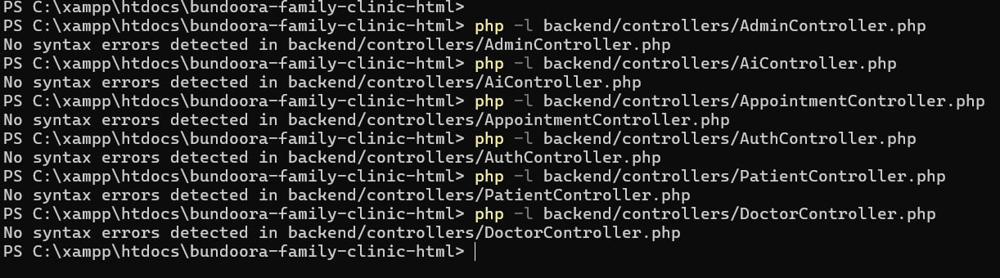 PS C:\xampp\htdocs\bundoora-family-clinic-html>
PS C:\xampp\htdocs\bundoora-family-clinic-html> php -l backend/controllers/AdminController.php
No syntax errors detected in backend/controllers/AdminController.php
PS C:\xampp\htdocs\bundoora-family-clinic-html> php -l backend/controllers/AiController.php
No syntax errors detected in backend/controllers/AiController.php
PS C:\xampp\htdocs\bundoora-family-clinic-html> php -l backend/controllers/AppointmentController.php
No syntax errors detected in backend/controllers/AppointmentController.php
PS C:\xampp\htdocs\bundoora-family-clinic-html> php -l backend/controllers/AuthController.php
No syntax errors detected in backend/controllers/AuthController.php
PS C:\xampp\htdocs\bundoora-family-clinic-html> php -l backend/controllers/PatientController.php
No syntax errors detected in backend/controllers/PatientController.php
PS C:\xampp\htdocs\bundoora-family-clinic-html> php -l backend/controllers/DoctorController.php
No syntax errors detected in backend/controllers/DoctorController.php
PS C:\xampp\htdocs\bundoora-family-clinic-html>